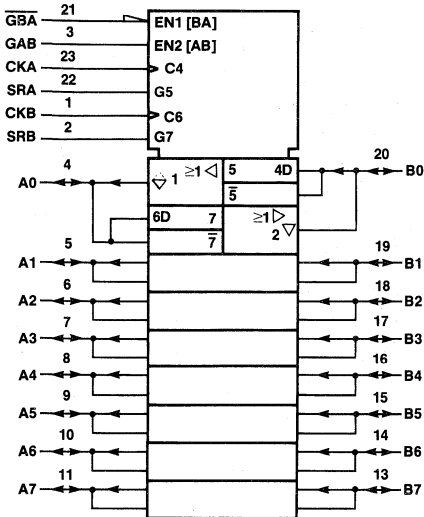 G̅B̅A̅ 21 EN1 [BA]
GAB 3 EN2 [AB]
CKA 23 C4
SRA 22 G5
CKB 1 C6
SRB 2 G7
A0 4 1 ≥1 ◁ 5 4D 20 B0
5̅
6D 7 ≥1 ▷
7̅ 2 ▽
A1 5 19 B1
A2 6 18 B2
A3 7 17 B3
A4 8 16 B4
A5 9 15 B5
A6 10 14 B6
A7 11 13 B7